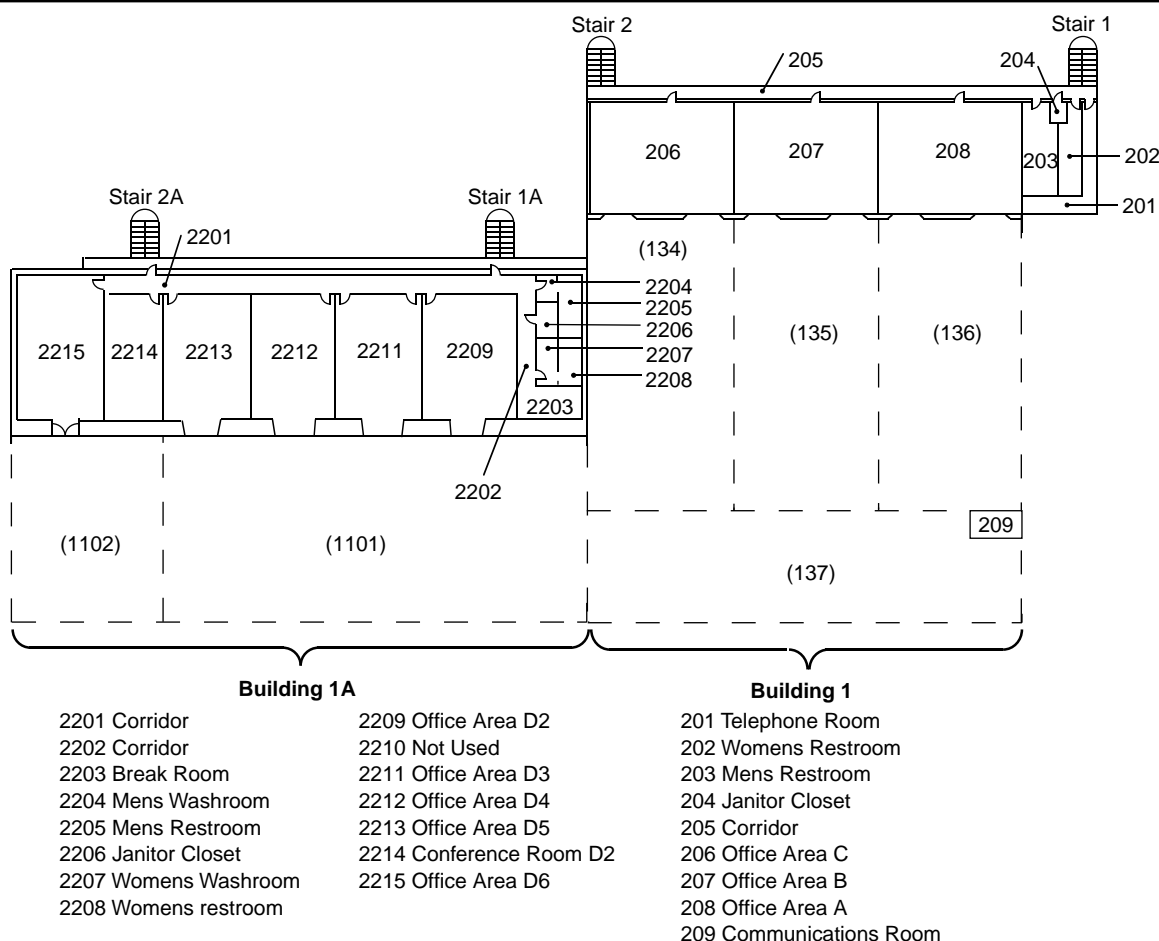 Stair 2
Stair 1
205
204
206
207
208
203
202
201
Stair 2A
Stair 1A
2201
(134)
2204
2205
2206
2207
2208
(135)
(136)
2215
2214
2213
2212
2211
2209
2203
2202
209
(1102)
(1101)
(137)
Building 1A
2201 Corridor
2202 Corridor
2203 Break Room
2204 Mens Washroom
2205 Mens Restroom
2206 Janitor Closet
2207 Womens Washroom
2208 Womens restroom
2209 Office Area D2
2210 Not Used
2211 Office Area D3
2212 Office Area D4
2213 Office Area D5
2214 Conference Room D2
2215 Office Area D6
Building 1
201 Telephone Room
202 Womens Restroom
203 Mens Restroom
204 Janitor Closet
205 Corridor
206 Office Area C
207 Office Area B
208 Office Area A
209 Communications Room